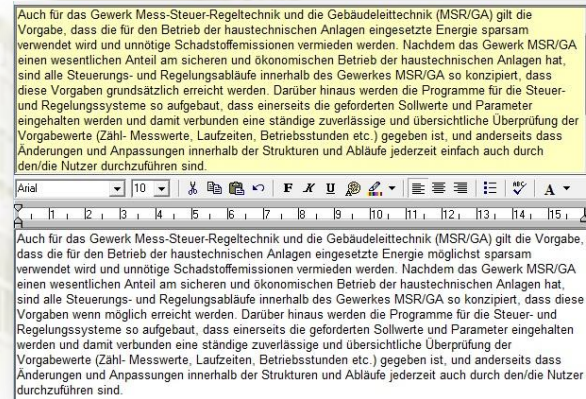 Auch für das Gewerk Mess-Steuer-Regeltechnik und die Gebäudeleittechnik (MSR/GA) gilt die
Vorgabe, dass die für den Betrieb der haustechnischen Anlagen eingesetzte Energie sparsam
verwendet wird und unnötige Schadstoffemissionen vermieden werden. Nachdem das Gewerk MSR/GA
einen wesentlichen Anteil am sicheren und ökonomischen Betrieb der haustechnischen Anlagen hat,
sind alle Steuerungs- und Regelungsabläufe innerhalb des Gewerkes MSR/GA so konzipiert, dass
diese Vorgaben grundsätzlich erreicht werden. Darüber hinaus werden die Programme für die Steuer-
und Regelungssysteme so aufgebaut, dass einerseits die geforderten Sollwerte und Parameter
eingehalten werden und damit verbunden eine ständige zuverlässige und übersichtliche Überprüfung der
Vorgabewerte (Zähl- Messwerte, Laufzeiten, Betriebsstunden etc.) gegeben ist, und anderseits dass
Änderungen und Anpassungen innerhalb der Strukturen und Abläufe jederzeit einfach auch durch
den/die Nutzer durchzuführen sind.
Arial 10 F K U A
1 2 3 4 5 6 7 8 9 10 11 12 13 14 15
Auch für das Gewerk Mess-Steuer-Regeltechnik und die Gebäudeleittechnik (MSR/GA) gilt die Vorgabe,
dass die für den Betrieb der haustechnischen Anlagen eingesetzte Energie möglichst sparsam
verwendet wird und unnötige Schadstoffemissionen vermieden werden. Nachdem das Gewerk MSR/GA
einen wesentlichen Anteil am sicheren und ökonomischen Betrieb der haustechnischen Anlagen hat,
sind alle Steuerungs- und Regelungsabläufe innerhalb des Gewerkes MSR/GA so konzipiert, dass diese
Vorgaben wenn möglich erreicht werden. Darüber hinaus werden die Programme für die Steuer- und
Regelungssysteme so aufgebaut, dass einerseits die geforderten Sollwerte und Parameter eingehalten
werden und damit verbunden eine ständige zuverlässige und übersichtliche Überprüfung der
Vorgabewerte (Zähl- Messwerte, Laufzeiten, Betriebsstunden etc.) gegeben ist, und anderseits dass
Änderungen und Anpassungen innerhalb der Strukturen und Abläufe jederzeit auch durch den/die Nutzer
durchzuführen sind.